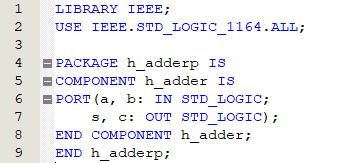 1 LIBRARY IEEE;
2 USE IEEE.STD_LOGIC_1164.ALL;
3
4 PACKAGE h_adderp IS
5 COMPONENT h_adder IS
6 PORT(a, b: IN STD_LOGIC;
7 s, c: OUT STD_LOGIC);
8 END COMPONENT h_adder;
9 END h_adderp;